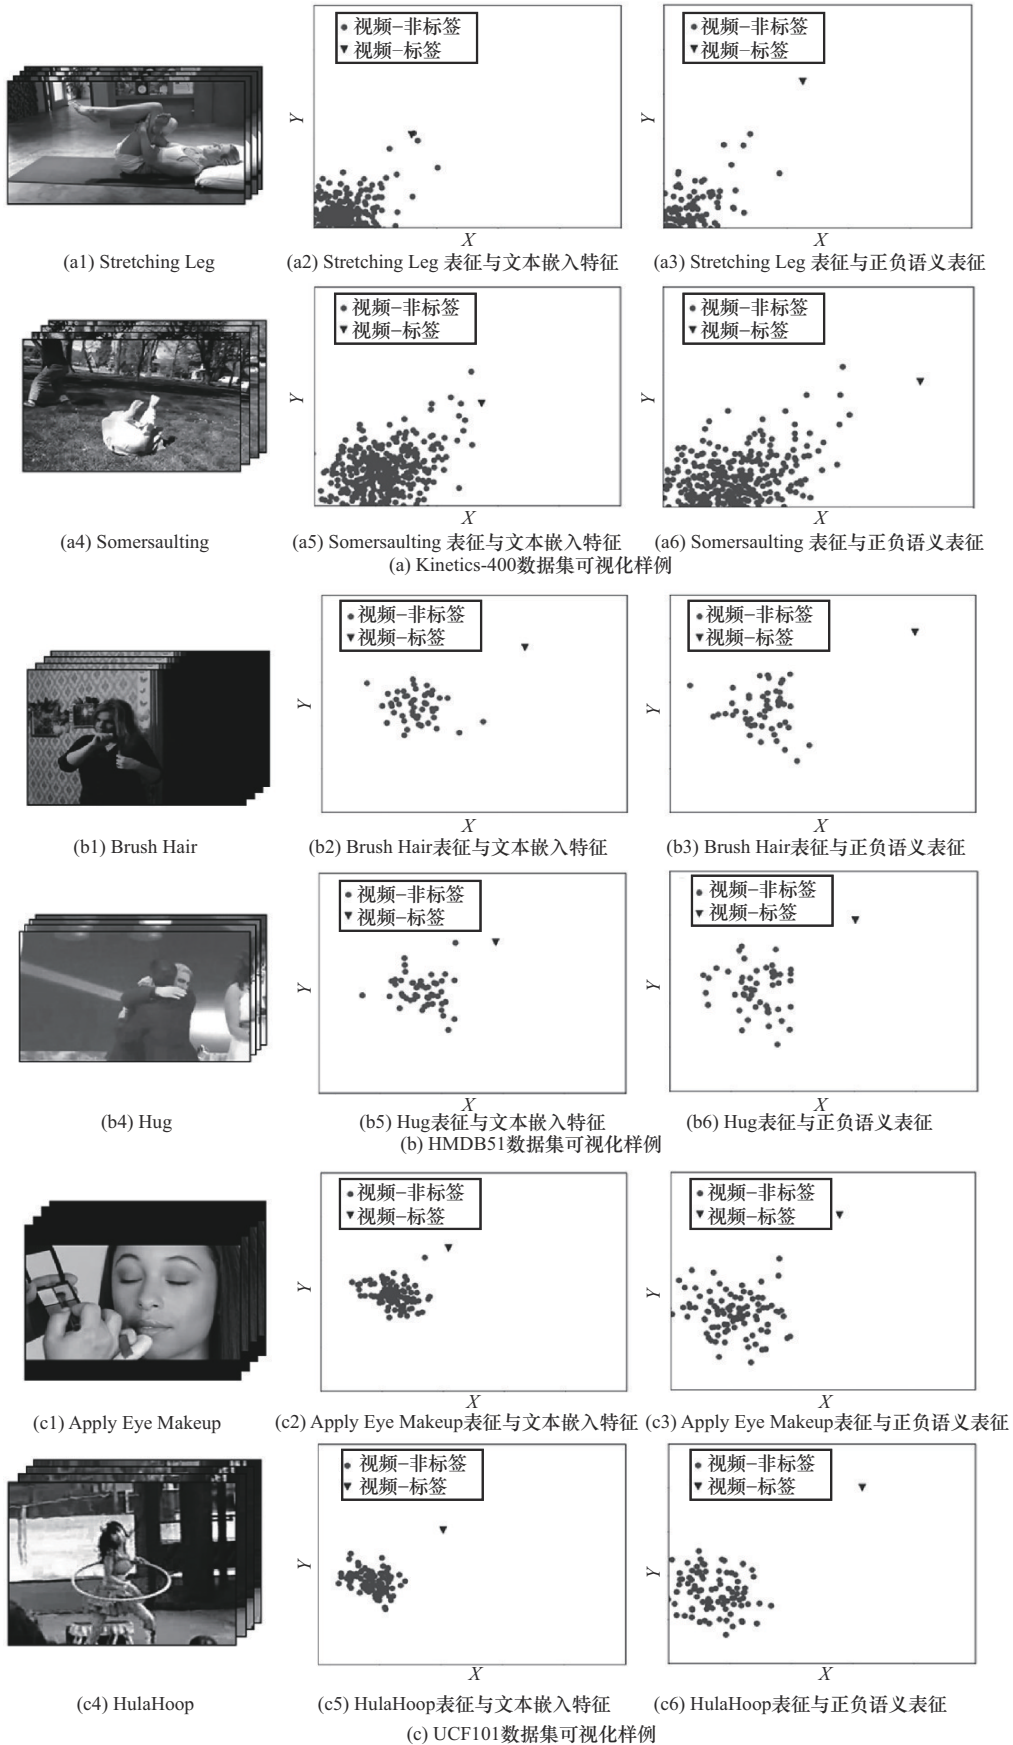 视频−非标签
视频−标签
视频−非标签
视频−标签
Y
Y
X
X
(a1) Stretching Leg
(a2) Stretching Leg 表征与文本嵌入特征
(a3) Stretching Leg 表征与正负语义表征
视频−非标签
视频−标签
视频−非标签
视频−标签
Y
Y
X
X
(a4) Somersaulting
(a5) Somersaulting 表征与文本嵌入特征
(a6) Somersaulting 表征与正负语义表征
(a) Kinetics-400数据集可视化样例
视频−非标签
视频−标签
视频−非标签
视频−标签
Y
Y
X
X
(b1) Brush Hair
(b2) Brush Hair表征与文本嵌入特征
(b3) Brush Hair表征与正负语义表征
视频−非标签
视频−标签
视频−非标签
视频−标签
Y
Y
X
X
(b4) Hug
(b5) Hug表征与文本嵌入特征
(b6) Hug表征与正负语义表征
(b) HMDB51数据集可视化样例
视频−非标签
视频−标签
视频−非标签
视频−标签
Y
Y
X
X
(c1) Apply Eye Makeup
(c2) Apply Eye Makeup表征与文本嵌入特征
(c3) Apply Eye Makeup表征与正负语义表征
视频−非标签
视频−标签
视频−非标签
视频−标签
Y
Y
X
X
(c4) HulaHoop
(c5) HulaHoop表征与文本嵌入特征
(c6) HulaHoop表征与正负语义表征
(c) UCF101数据集可视化样例